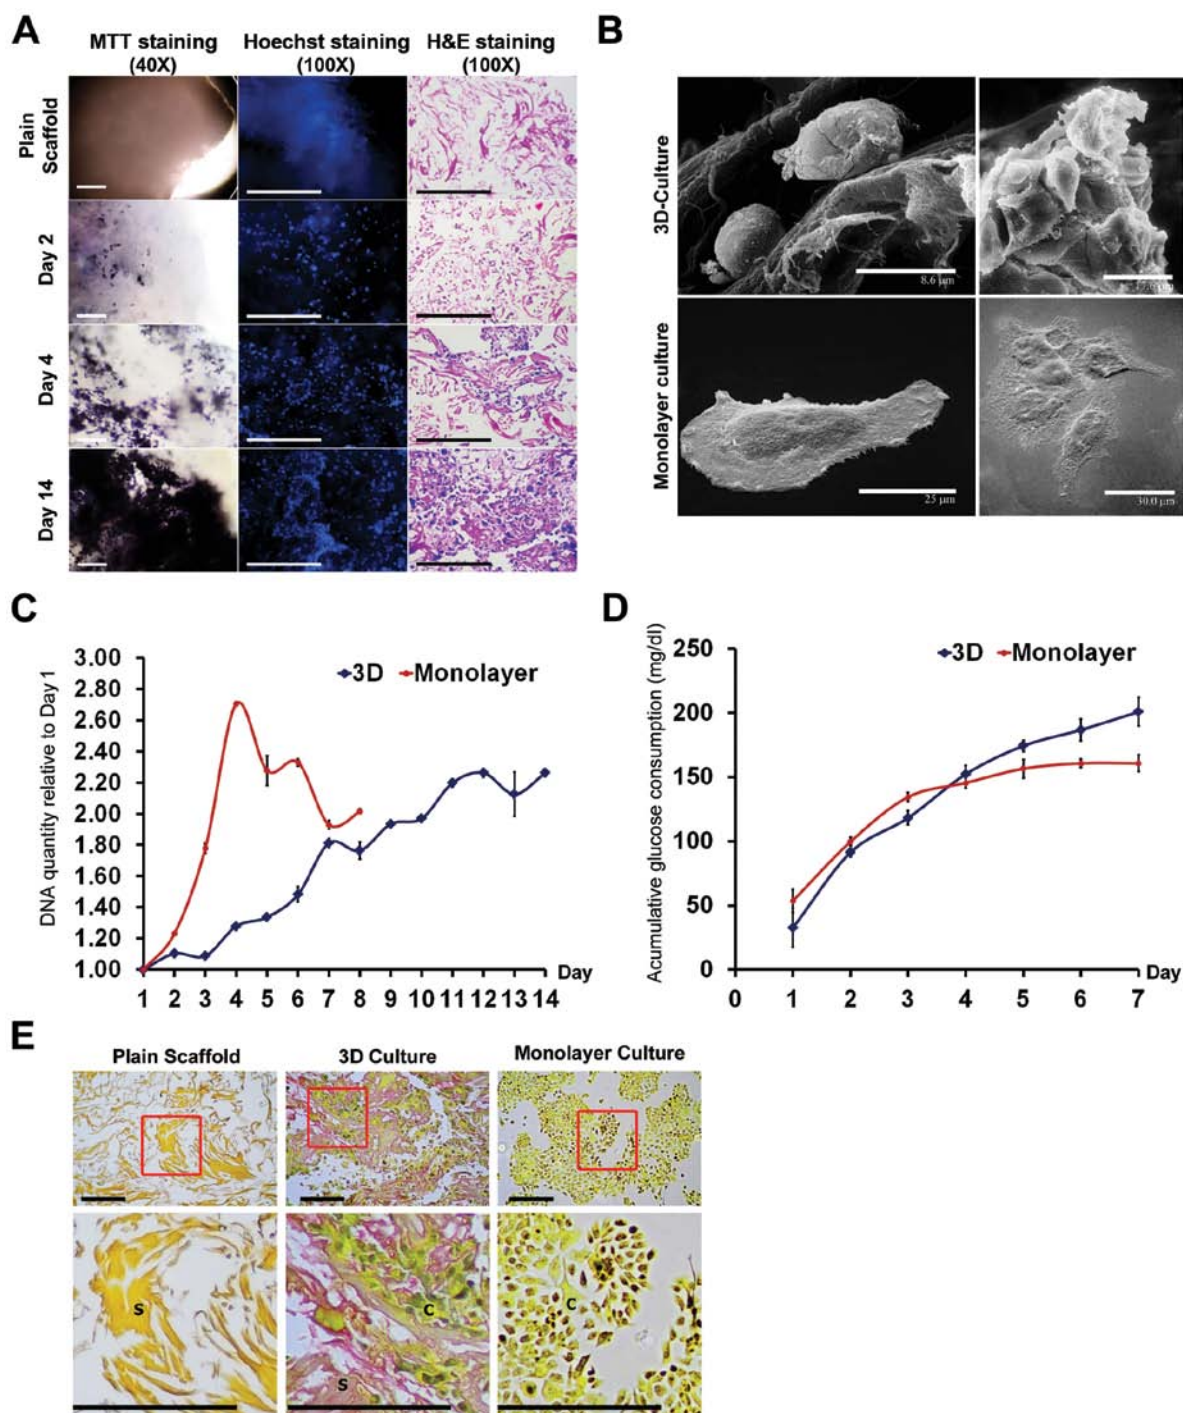 A
MTT staining
(40X)
Hoechst staining
(100X)
H&E staining
(100X)
Plain
Scaffold
Day 2
Day 4
Day 14
B
3D-Culture
Monolayer culture
8.6 µm
25 µm
30.0 µm
C
3D
Monolayer
DNA quantity relative to Day 1
3.00
2.80
2.60
2.40
2.20
2.00
1.80
1.60
1.40
1.20
1.00
1 2 3 4 5 6 7 8 9 10 11 12 13 14
Day
D
3D
Monolayer
Acumulative glucose consumption (mg/dl)
250
200
150
100
50
0
0 1 2 3 4 5 6 7
Day
E
Plain Scaffold
3D Culture
Monolayer Culture
S
S
C
C